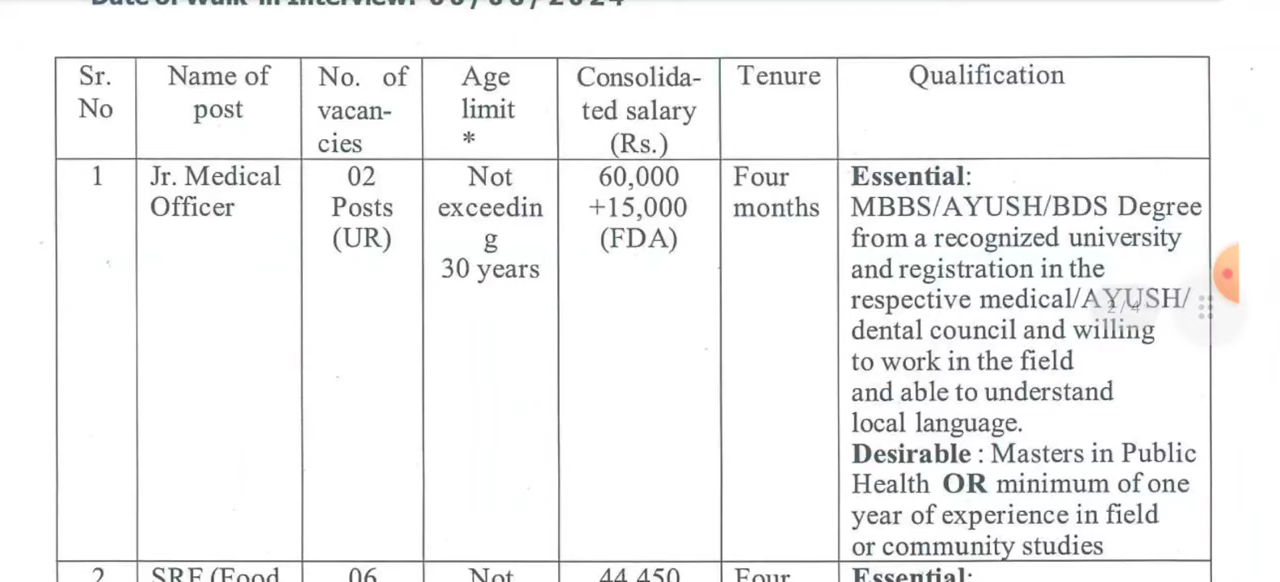 Sr. No
Name of post
No. of vacan- cies
Age limit *
Consolida- ted salary (Rs.)
Tenure
Qualification
1
Jr. Medical Officer
02 Posts (UR)
Not exceedin g 30 years
60,000 +15,000 (FDA)
Four months
Essential:
MBBS/AYUSH/BDS Degree
from a recognized university
and registration in the
respective medical/AYUSH/
2/4
dental council and willing
to work in the field
and able to understand
local language.
Desirable : Masters in Public
Health OR minimum of one
year of experience in field
or community studies
2
SRF (Food
06
Not
44,450
Four
Essential: